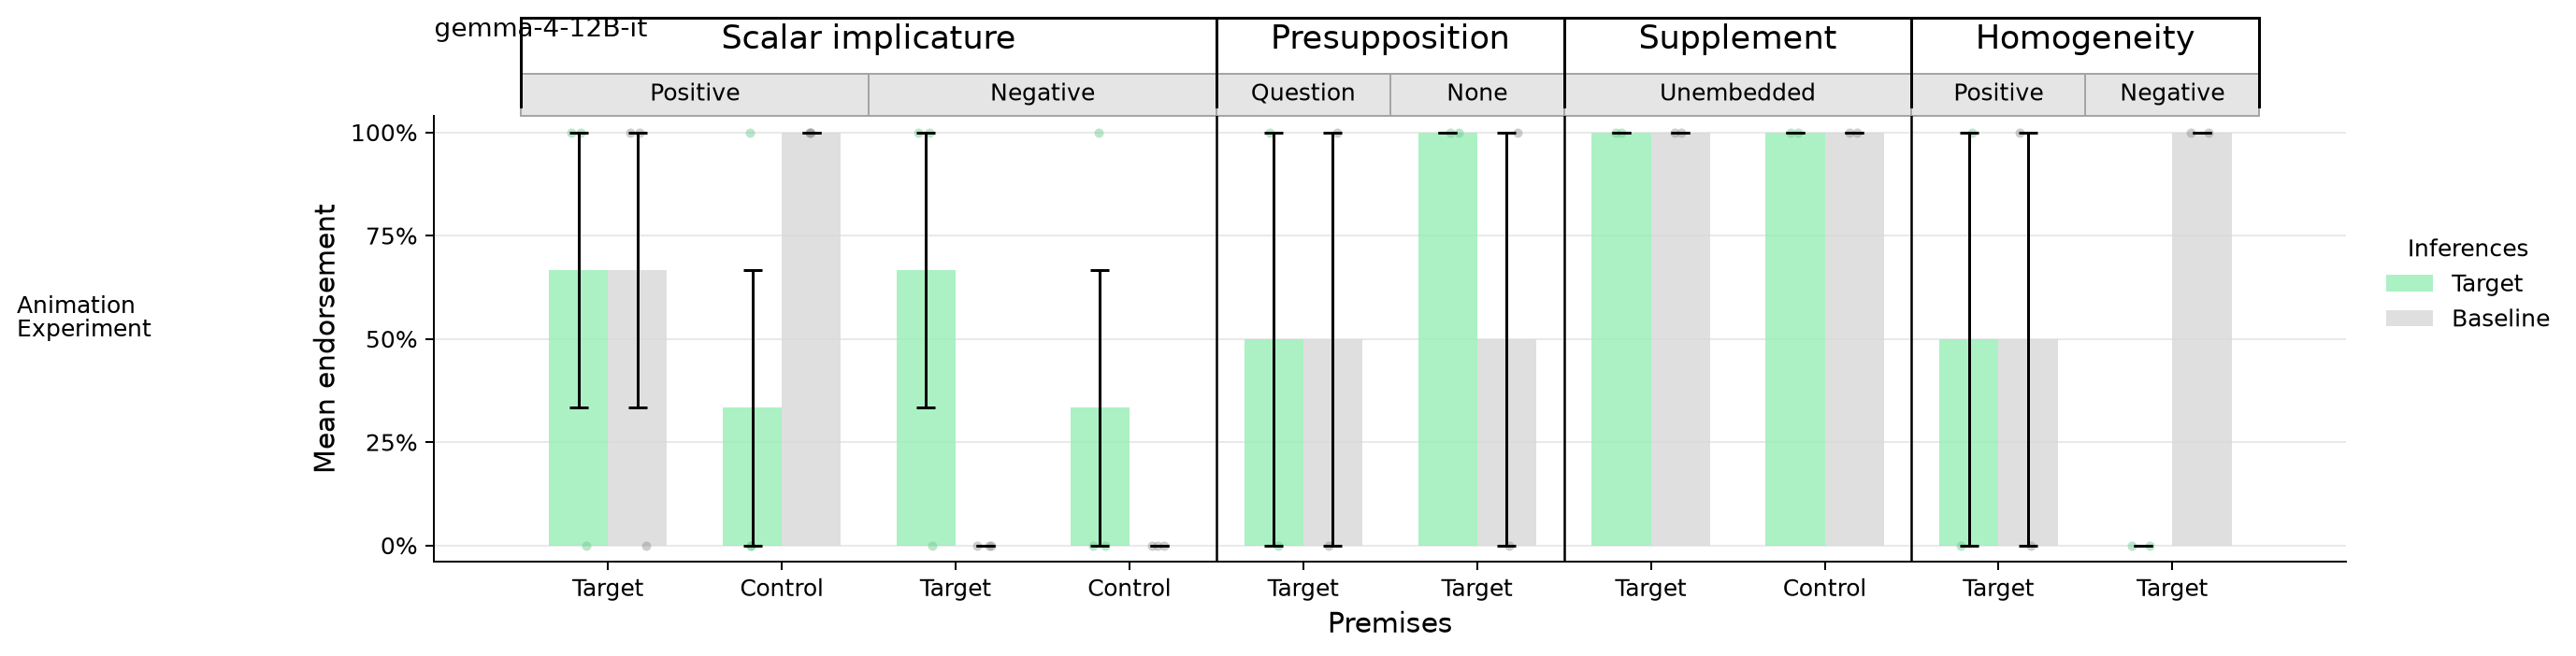 gemma-4-12B-it
Scalar implicature Presupposition Supplement Homogeneity
Positive Negative Question None Unembedded Positive Negative
100%
75%
50%
25%
0%
Mean endorsement
Animation
Experiment
Inferences
Target
Baseline
Target Control Target Control Target Target Target Control Target Target
Premises